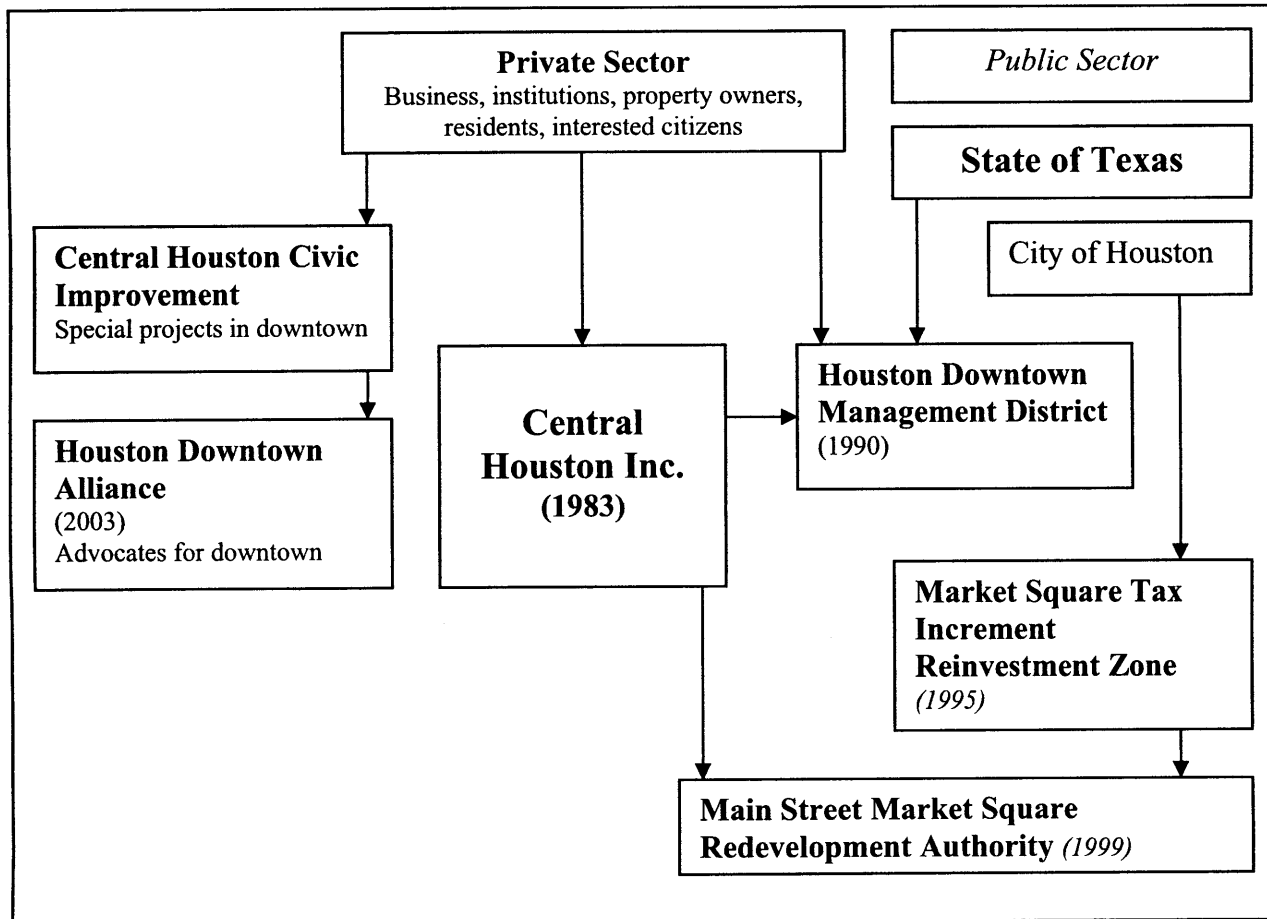 Private Sector
Business, institutions, property owners,
residents, interested citizens
Public Sector
State of Texas
City of Houston
Central Houston Civic
Improvement
Special projects in downtown
Houston Downtown
Alliance
(2003)
Advocates for downtown
Central
Houston Inc.
(1983)
Houston Downtown
Management District
(1990)
Market Square Tax
Increment
Reinvestment Zone
(1995)
Main Street Market Square
Redevelopment Authority (1999)